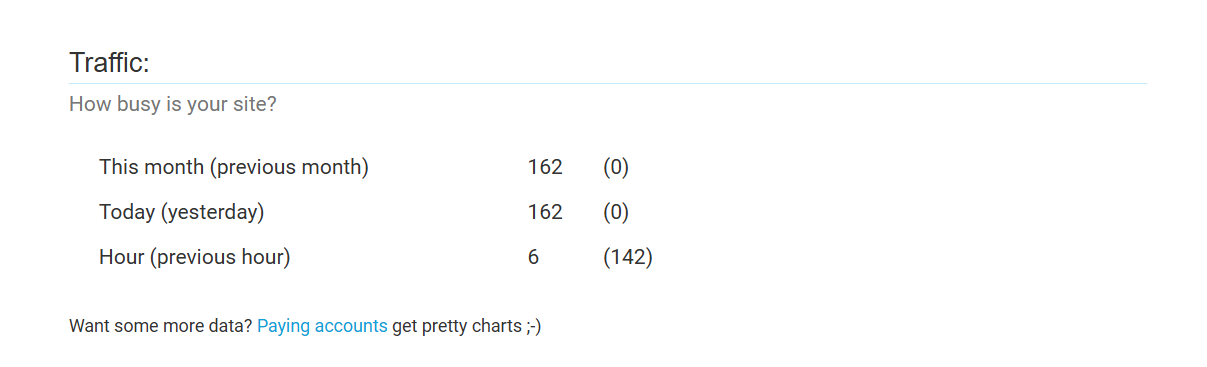 Traffic:
How busy is your site?
This month (previous month) 162 (0)
Today (yesterday) 162 (0)
Hour (previous hour) 6 (142)
Want some more data? Paying accounts get pretty charts ;-)